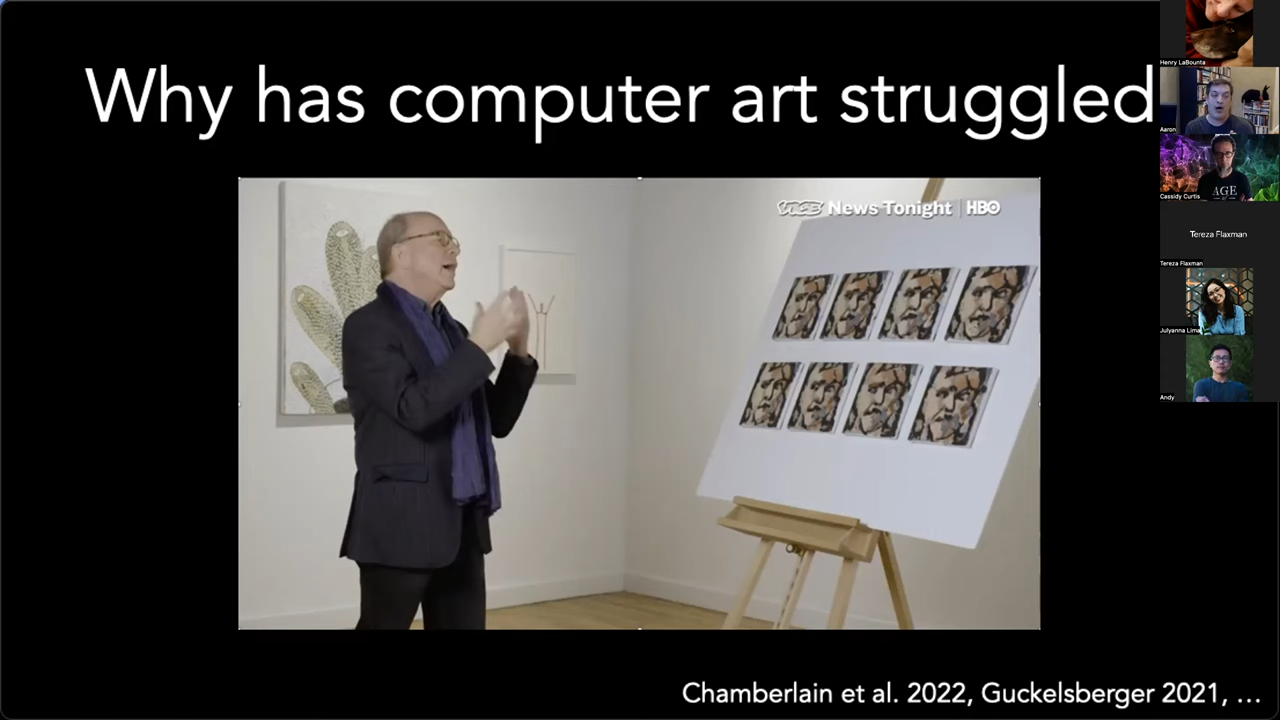 Why has computer art struggled
VICE News Tonight | HBO
Henry LaBounta
Aaron
Cassidy Curtis
AGE
Tereza Flaxman
Tereza Flaxman
Julyanna Lima
Andy
Chamberlain et al. 2022, Guckelsberger 2021, …